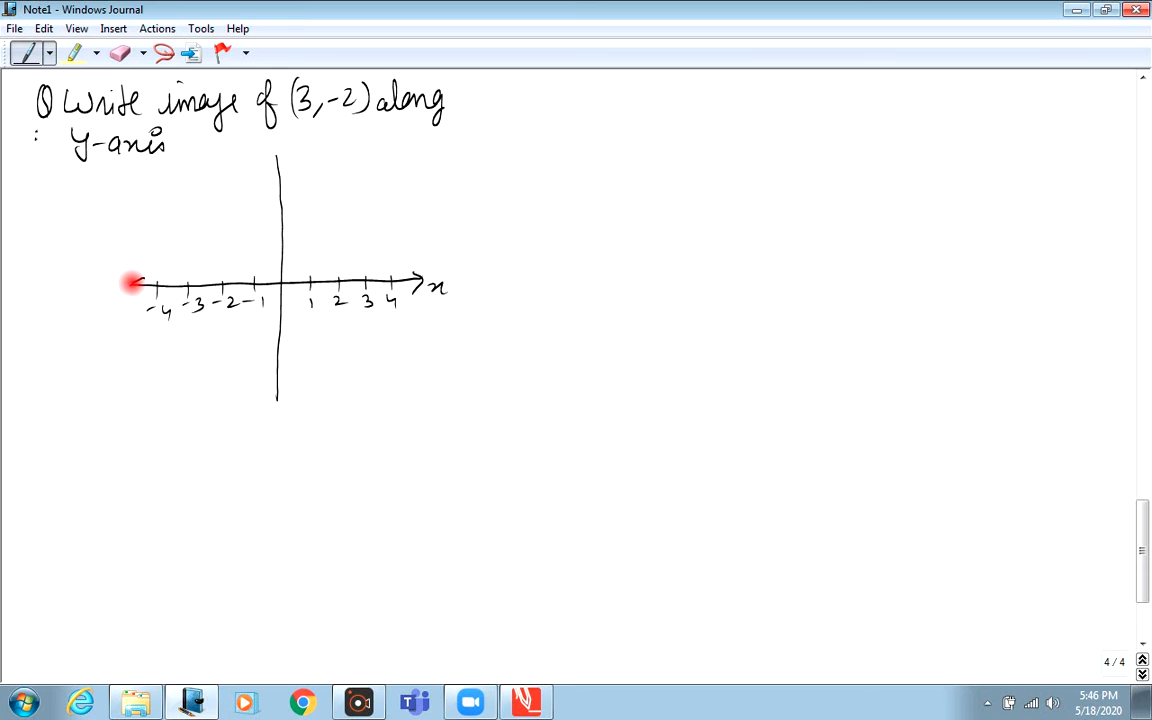 Note1 - Windows Journal
File Edit View Insert Actions Tools Help
Q Write image of (3,-2) along
: y-axis
-4 -3 -2 -1 1 2 3 4 x
4 / 4
5:46 PM
5/18/2020